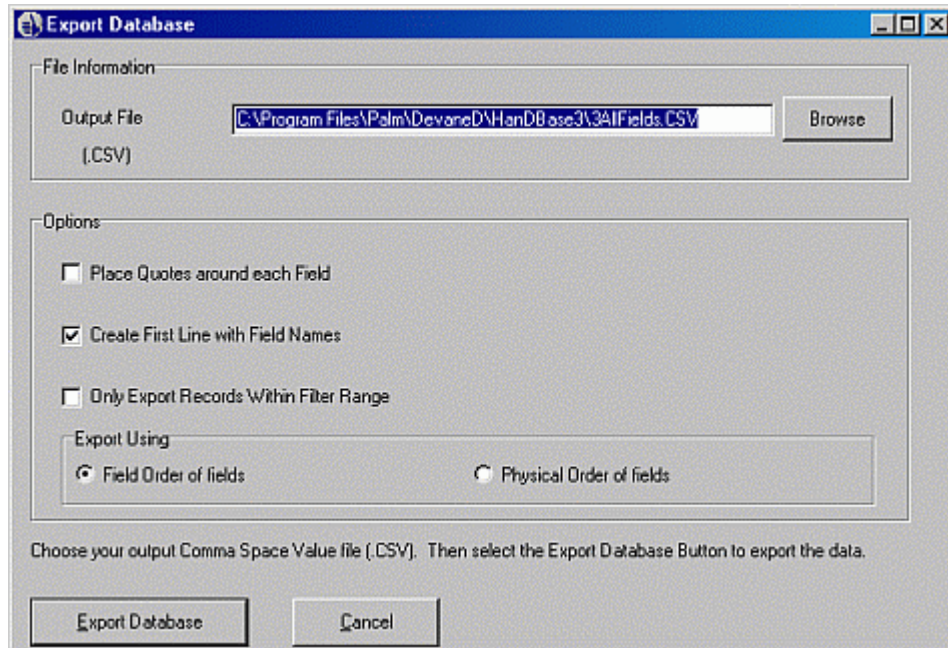 Export Database
File Information
Output File
C:\Program Files\Palm\DevaneD\HanDBase3\3AllFields.CSV
Browse
(.CSV)
Options
Place Quotes around each Field
Create First Line with Field Names
Only Export Records Within Filter Range
Export Using
Field Order of fields
Physical Order of fields
Choose your output Comma Space Value file (.CSV). Then select the Export Database Button to export the data.
Export Database
Cancel